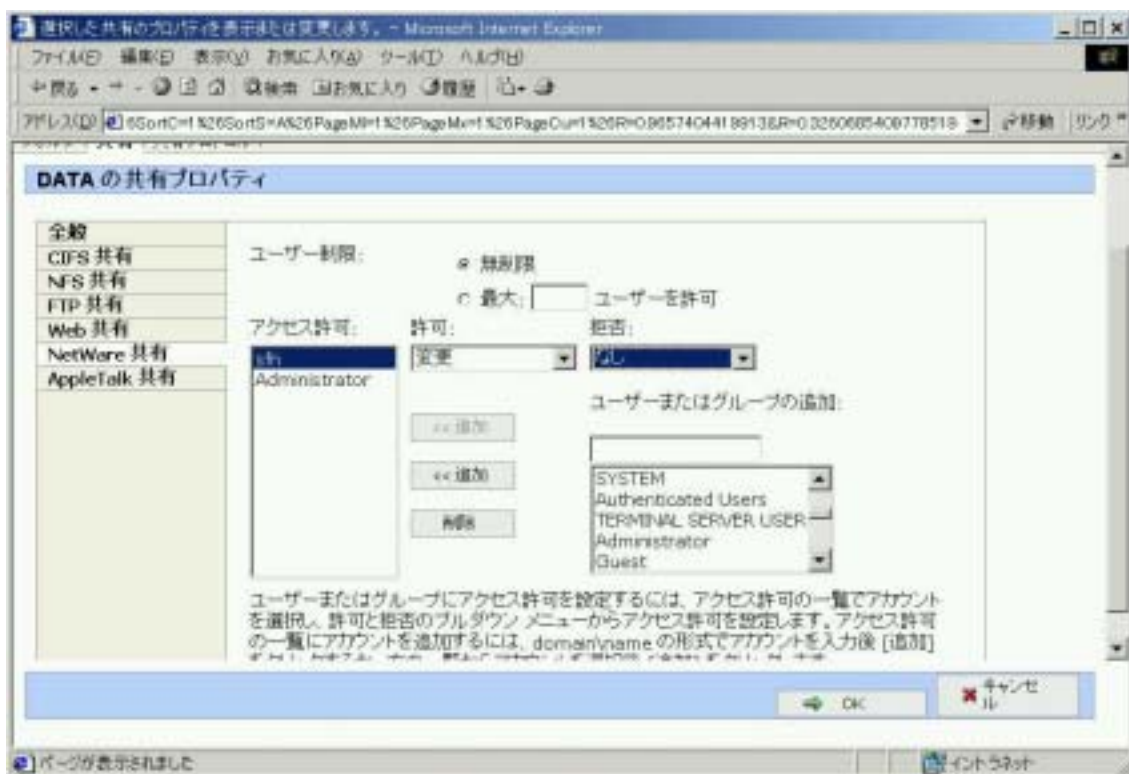 選択した共有のプロパティを表示または変更します。 - Microsoft Internet Explorer
ファイル(F) 編集(E) 表示(V) お気に入り(A) ツール(T) ヘルプ(H)
戻る 検索 お気に入り 履歴
アドレス(D) 移動 リンク
DATA の共有プロパティ
全般
CIFS 共有
NFS 共有
FTP 共有
Web 共有
NetWare 共有
AppleTalk 共有
ユーザー制限:
無制限
最大: ユーザーを許可
アクセス許可: 許可: 拒否:
変更 なし
Administrator
ユーザーまたはグループの追加:
<< 追加
<< 追加
削除
SYSTEM
Authenticated Users
TERMINAL SERVER USER
Administrator
Guest
ユーザーまたはグループにアクセス許可を設定するには、アクセス許可の一覧でアカウント
を選択し、許可と拒否のプルダウン メニューからアクセス許可を設定します。アクセス許可
の一覧にアカウントを追加するには、domain\name の形式でアカウントを入力後 [追加]
OK
キャンセ
ル
ページが表示されました
イントラネット